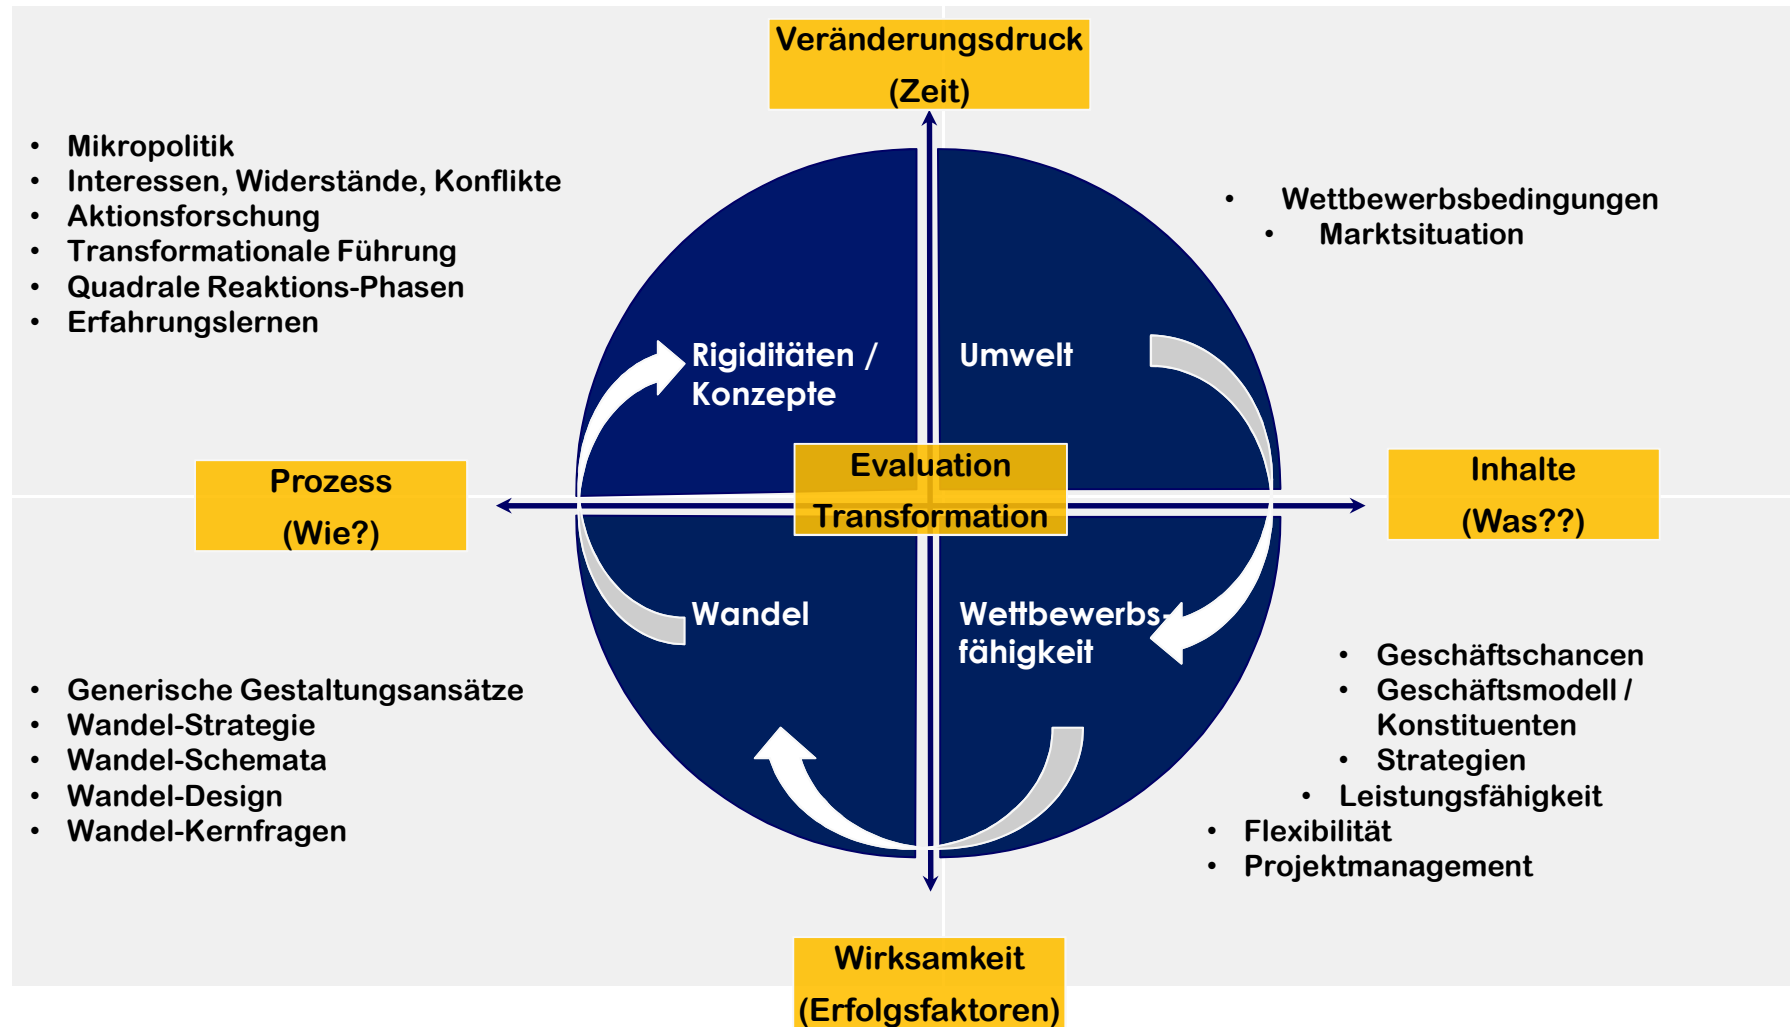 Veränderungsdruck
(Zeit)
• Mikropolitik
• Interessen, Widerstände, Konflikte
• Aktionsforschung
• Transformationale Führung
• Quadrale Reaktions-Phasen
• Erfahrungslernen
• Wettbewerbsbedingungen
• Marktsituation
Rigiditäten /
Konzepte
Umwelt
Prozess
(Wie?)
Evaluation
Transformation
Inhalte
(Was??)
Wandel
Wettbewerbs-
fähigkeit
• Generische Gestaltungsansätze
• Wandel-Strategie
• Wandel-Schemata
• Wandel-Design
• Wandel-Kernfragen
• Geschäftschancen
• Geschäftsmodell /
Konstituenten
• Strategien
• Leistungsfähigkeit
• Flexibilität
• Projektmanagement
Wirksamkeit
(Erfolgsfaktoren)